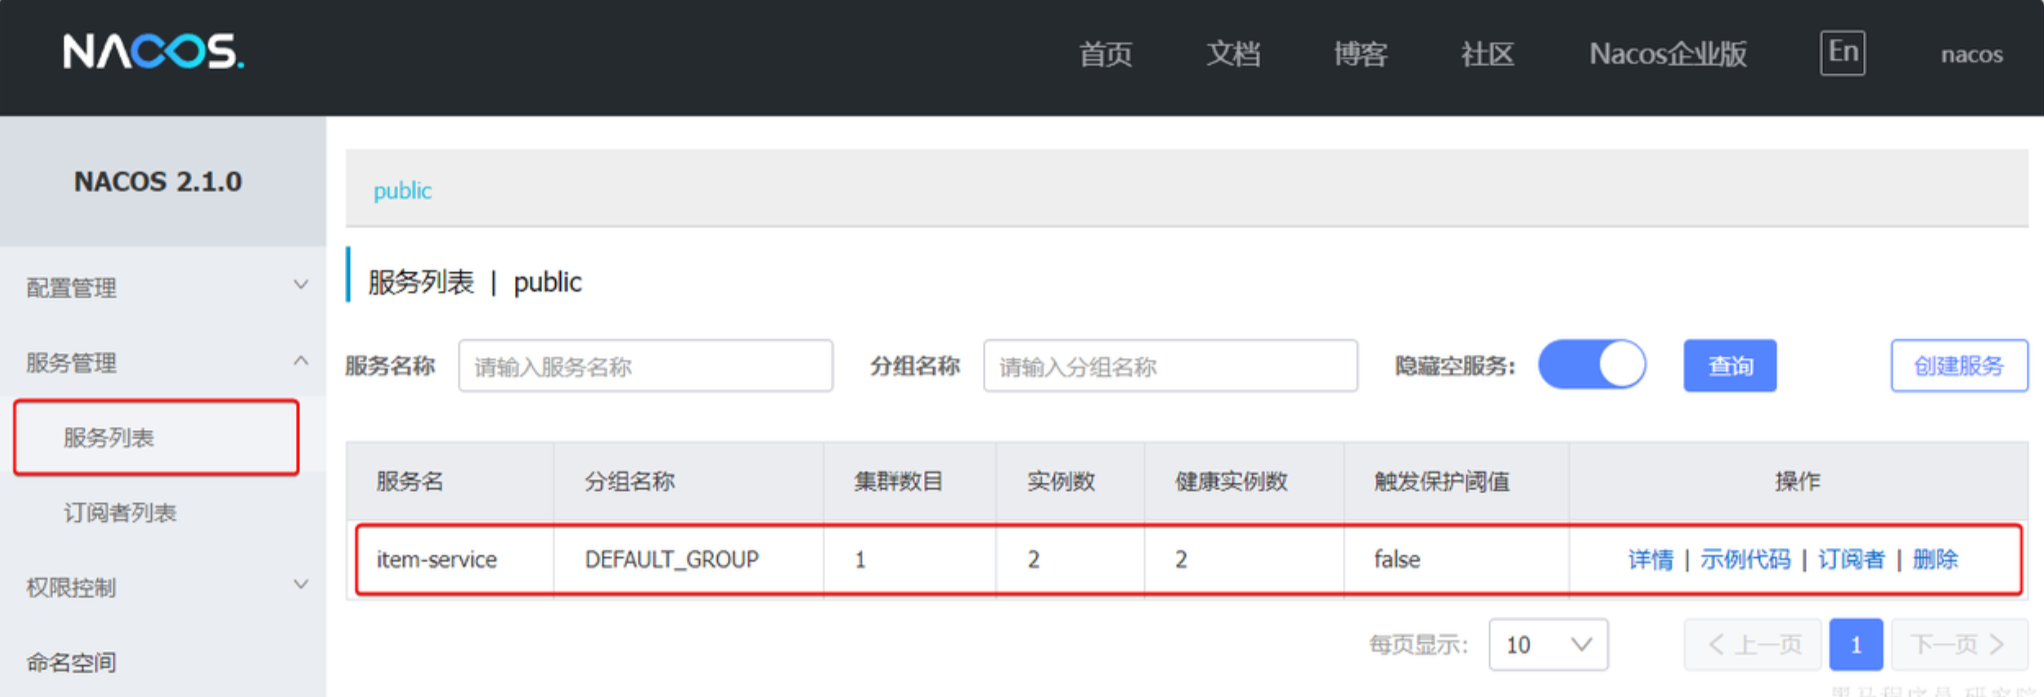 NACOS.
首页 文档 博客 社区 Nacos企业版 En nacos
NACOS 2.1.0
配置管理
服务管理
服务列表
订阅者列表
权限控制
命名空间
public
服务列表 | public
服务名称 请输入服务名称 分组名称 请输入分组名称 隐藏空服务: 查询 创建服务
服务名 分组名称 集群数目 实例数 健康实例数 触发保护阈值 操作
item-service DEFAULT_GROUP 1 2 2 false 详情 | 示例代码 | 订阅者 | 删除
每页显示: 10 上一页 1 下一页